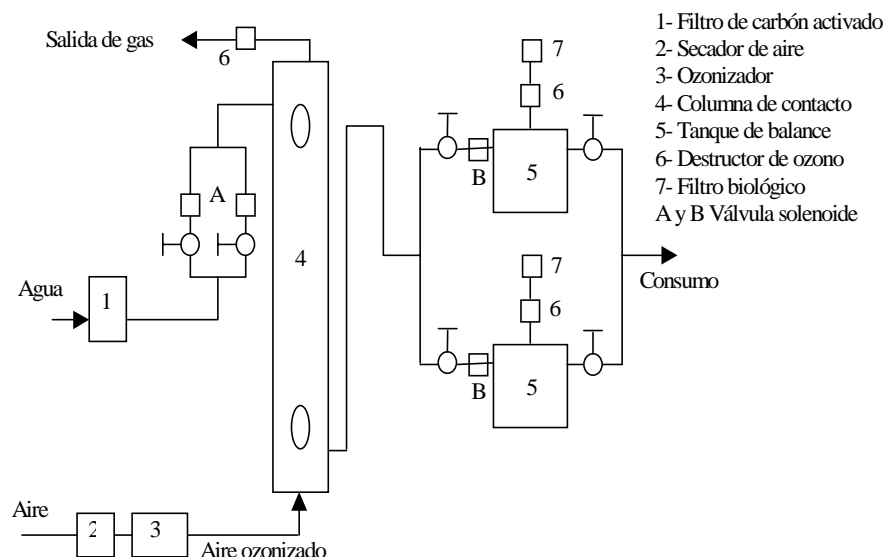 Salida de gas
6
7
6
5
B
A
4
Agua
1
7
6
5
B
Consumo
Aire
2
3
Aire ozonizado
1- Filtro de carbón activado
2- Secador de aire
3- Ozonizador
4- Columna de contacto
5- Tanque de balance
6- Destructor de ozono
7- Filtro biológico
A y B Válvula solenoide